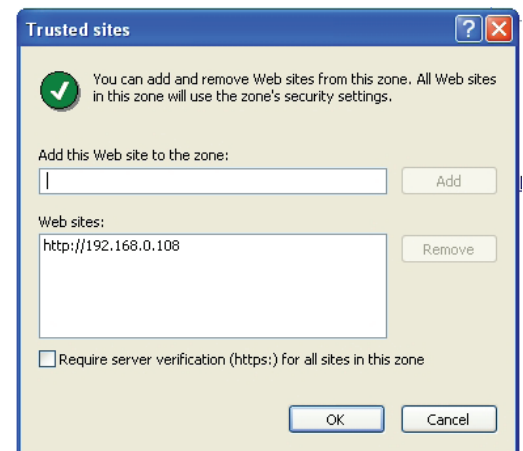 Trusted sites
You can add and remove Web sites from this zone. All Web sites
in this zone will use the zone's security settings.
Add this Web site to the zone:
Add
Web sites:
http://192.168.0.108
Remove
Require server verification (https:) for all sites in this zone
OK
Cancel